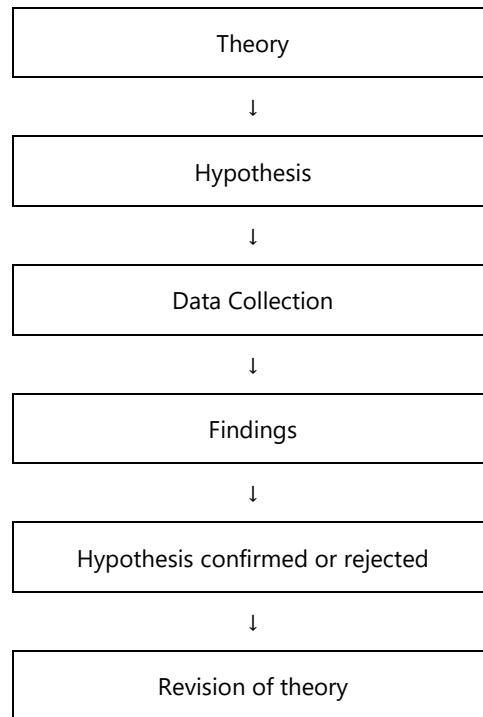 Theory
↓
Hypothesis
↓
Data Collection
↓
Findings
↓
Hypothesis confirmed or rejected
↓
Revision of theory